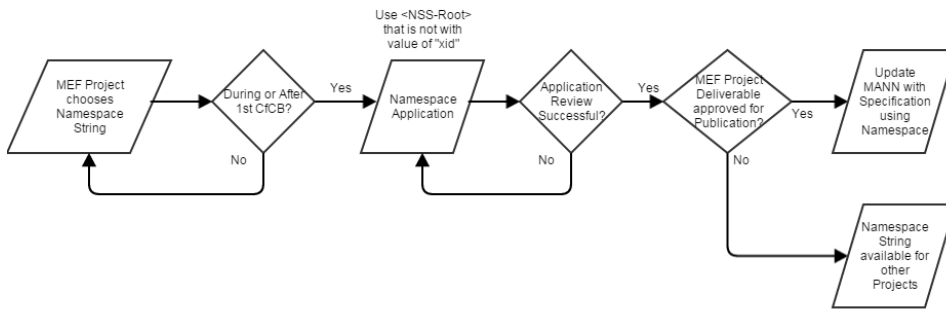 Use <NSS-Root>
that is not with
value of "xid"
MEF Project
chooses
Namespace
String
During or After
1st CfCB?
Yes
No
Namespace
Application
Application
Review
Successful?
Yes
No
MEF Project
Deliverable
approved for
Publication?
Yes
No
Update
MANN with
Specification
using
Namespace
Namespace
String
available for
other
Projects